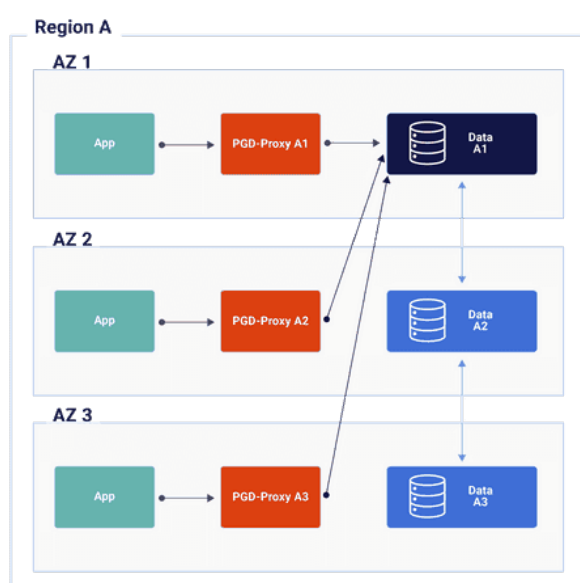 Region A
AZ 1
App
PGD-Proxy A1
Data
A1
AZ 2
App
PGD-Proxy A2
Data
A2
AZ 3
App
PGD-Proxy A3
Data
A3